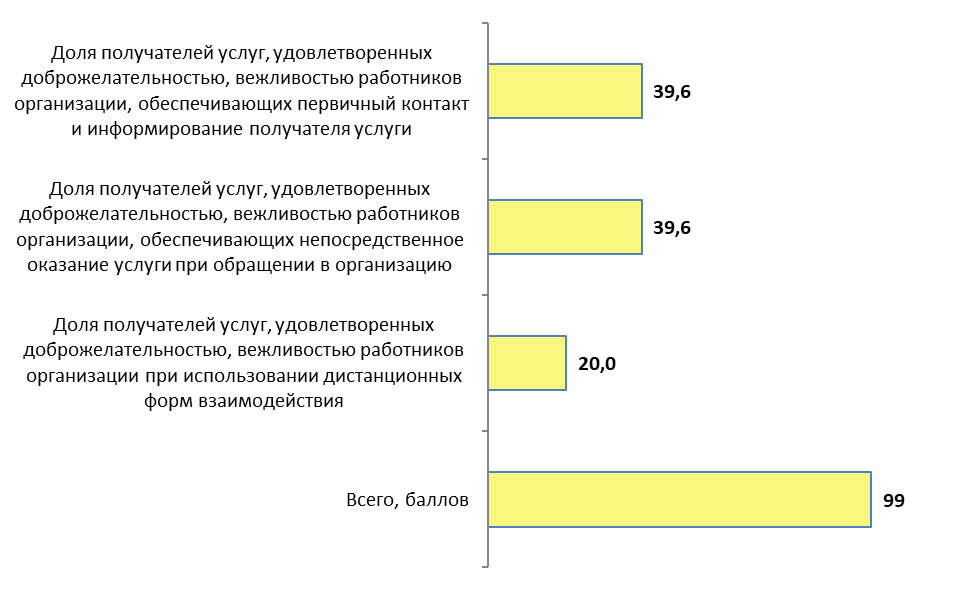 Доля получателей услуг, удовлетворенных
доброжелательностью, вежливостью работников
организации, обеспечивающих первичный контакт
и информирование получателя услуги
39,6
Доля получателей услуг, удовлетворенных
доброжелательностью, вежливостью работников
организации, обеспечивающих непосредственное
оказание услуги при обращении в организацию
39,6
Доля получателей услуг, удовлетворенных
доброжелательностью, вежливостью работников
организации при использовании дистанционных
форм взаимодействия
20,0
Всего, баллов
99